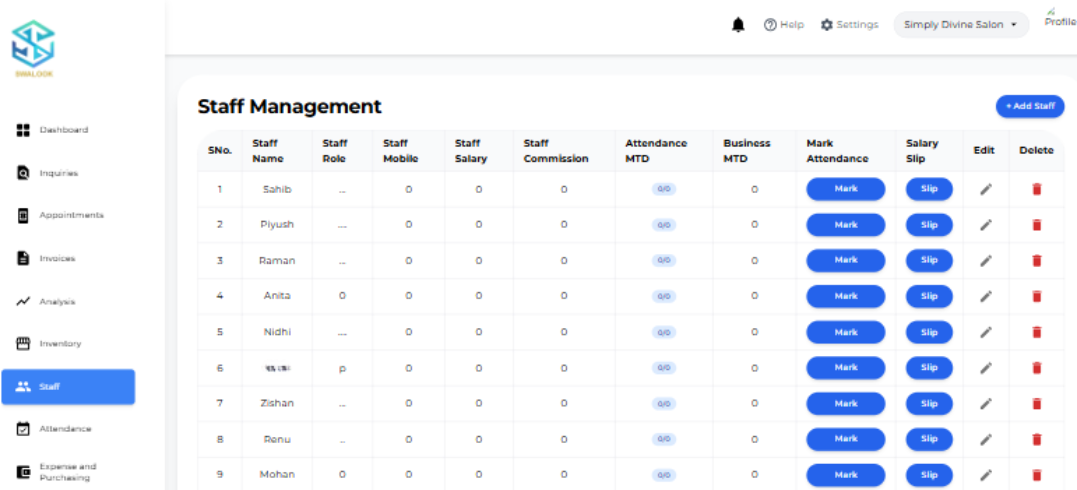 SWALOOK
Help
Settings
Simply Divine Salon
Profile
Dashboard
Inquiries
Appointments
Invoices
Analysis
Inventory
Staff
Attendance
Expense and
Purchasing
Staff Management
+ Add Staff
SNo. Staff Name Staff Role Staff Mobile Staff Salary Staff Commission Attendance MTD Business MTD Mark Attendance Salary Slip Edit Delete
1 Sahib ... 0 0 0 0/0 0 Mark Slip
2 Piyush .... 0 0 0 0/0 0 Mark Slip
3 Raman ... 0 0 0 0/0 0 Mark Slip
4 Anita 0 0 0 0 0/0 0 Mark Slip
5 Nidhi .... 0 0 0 0/0 0 Mark Slip
6 p 0 0 0 0/0 0 Mark Slip
7 Zishan ... 0 0 0 0/0 0 Mark Slip
8 Renu .. 0 0 0 0/0 0 Mark Slip
9 Mohan 0 0 0 0 0/0 0 Mark Slip